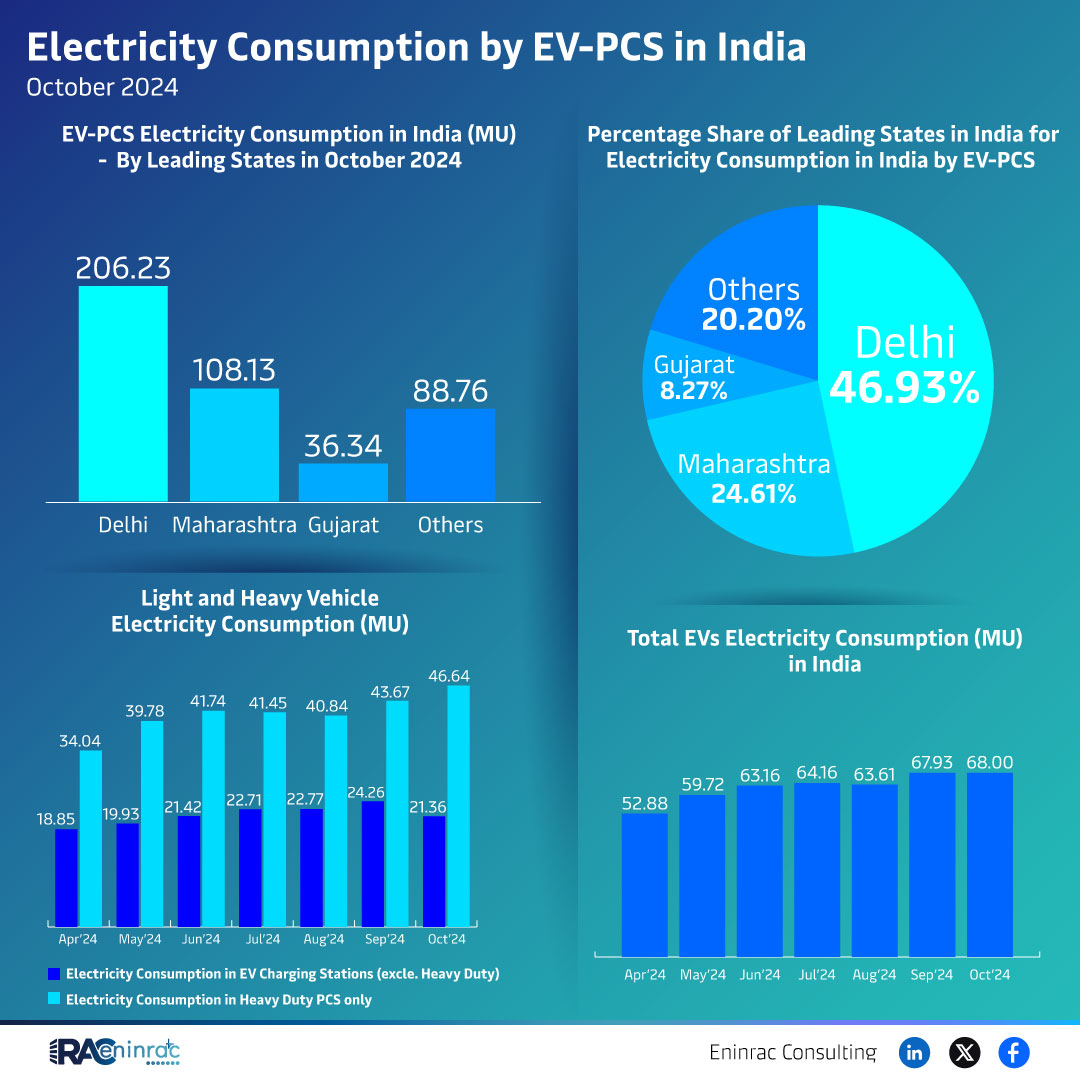 Electricity Consumption by EV-PCS in India
October 2024
EV-PCS Electricity Consumption in India (MU)
- By Leading States in October 2024
206.23
108.13
36.34
88.76
Delhi
Maharashtra
Gujarat
Others
Percentage Share of Leading States in India for
Electricity Consumption in India by EV-PCS
Others
20.20%
Delhi
46.93%
Gujarat
8.27%
Maharashtra
24.61%
Light and Heavy Vehicle
Electricity Consumption (MU)
18.85
34.04
19.93
39.78
21.42
41.74
22.71
41.45
22.77
40.84
24.26
43.67
21.36
46.64
Apr'24
May'24
Jun'24
Jul'24
Aug'24
Sep'24
Oct'24
Electricity Consumption in EV Charging Stations (excle. Heavy Duty)
Electricity Consumption in Heavy Duty PCS only
Total EVs Electricity Consumption (MU)
in India
52.88
59.72
63.16
64.16
63.61
67.93
68.00
Apr'24
May'24
Jun'24
Jul'24
Aug'24
Sep'24
Oct'24
RAC eninrac
Eninrac Consulting
in
X
f